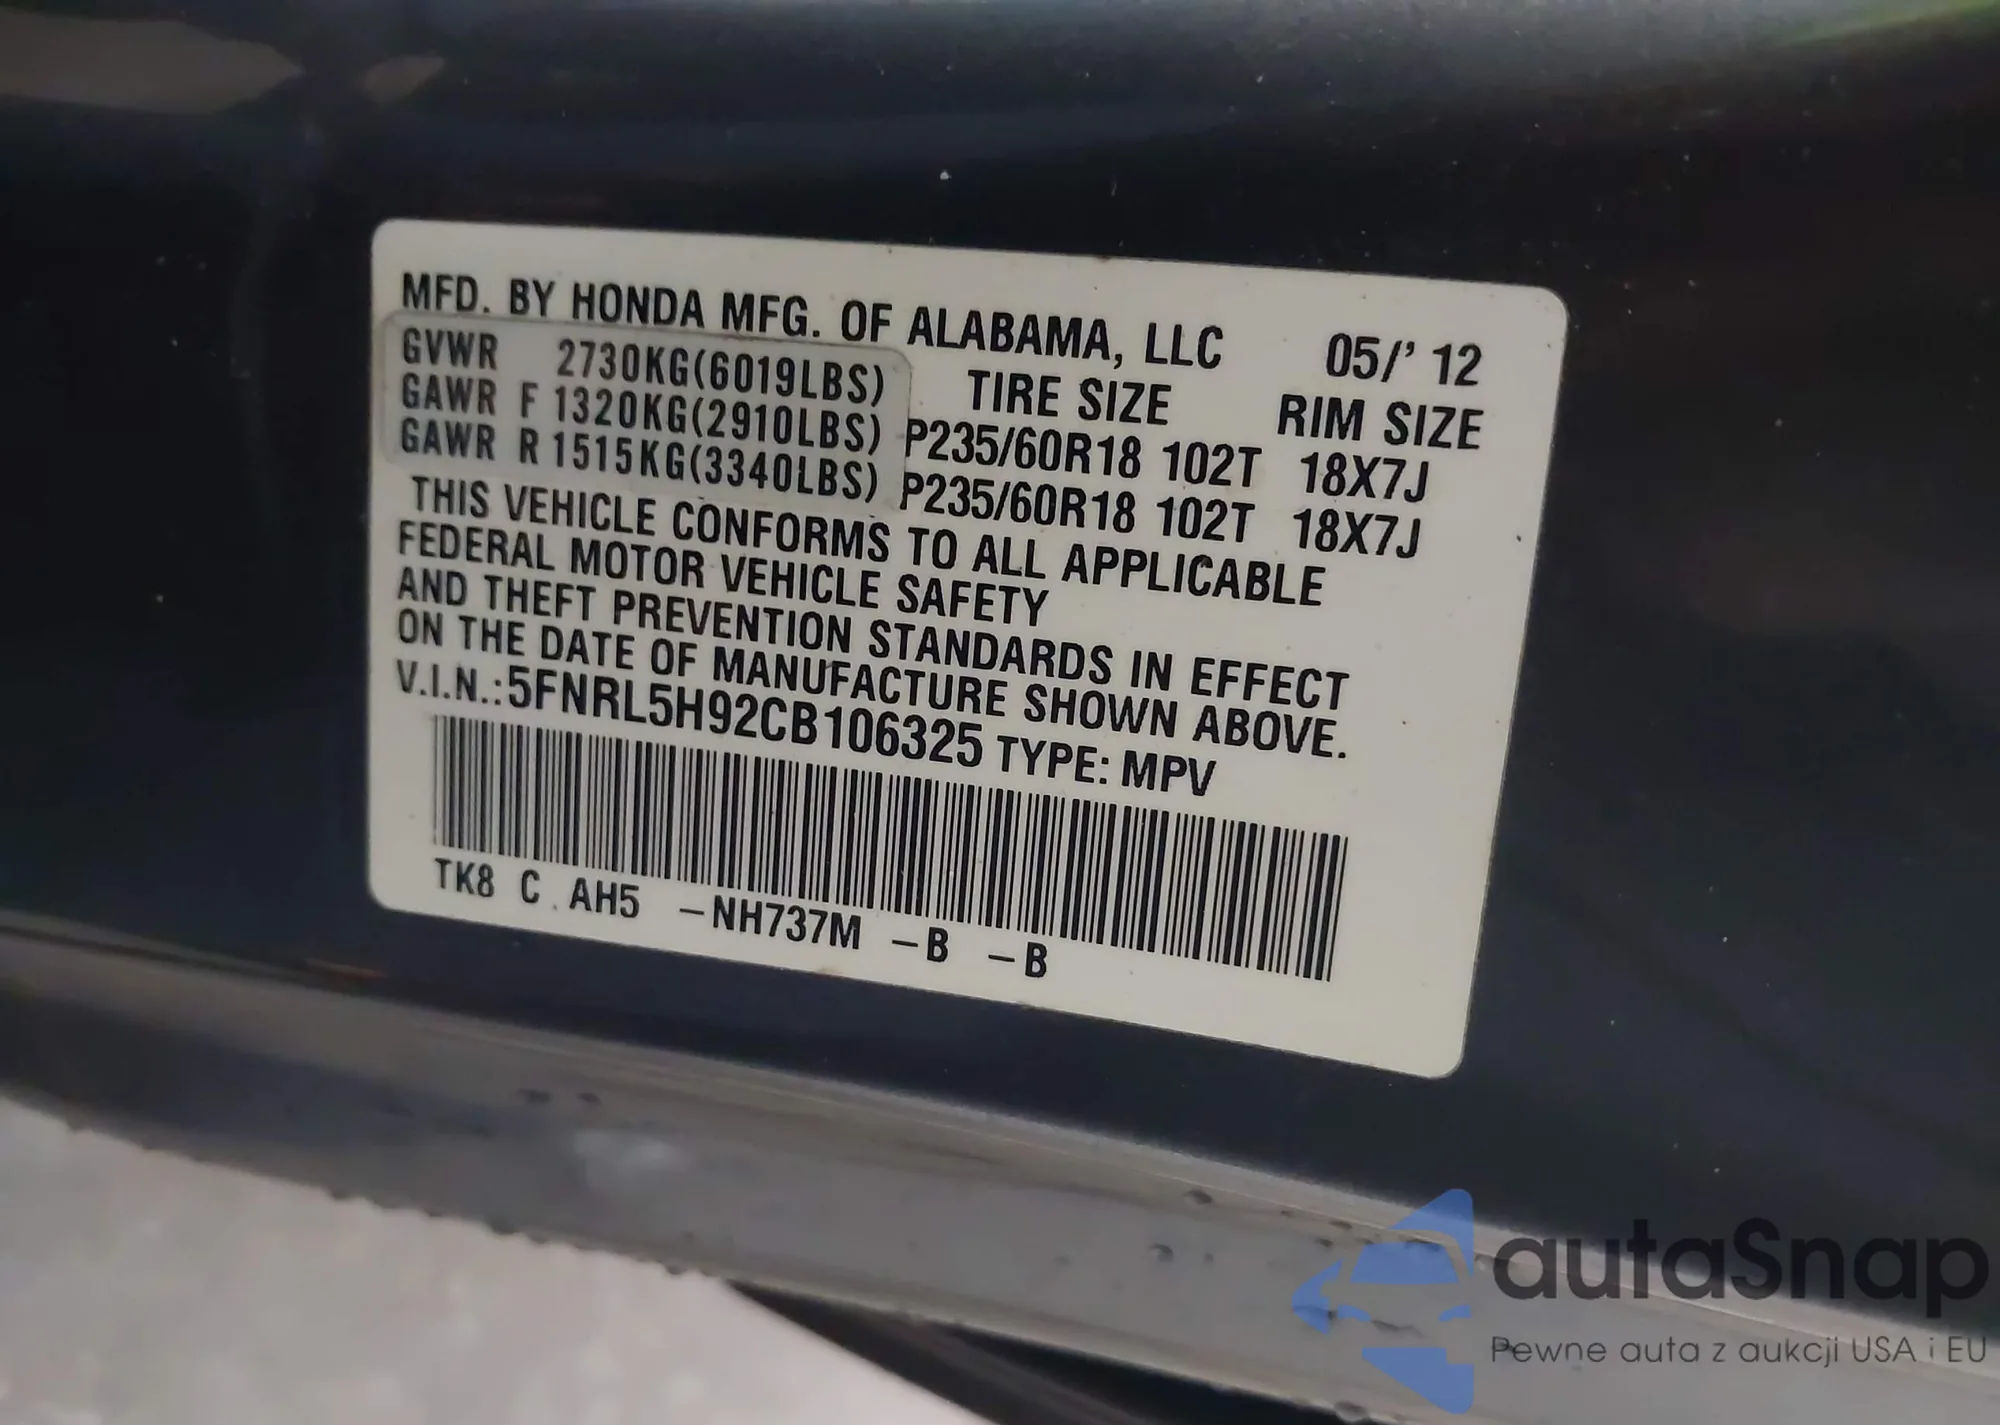 MFD. BY HONDA MFG. OF ALABAMA, LLC 05/' 12
GVWR 2730KG(6019LBS) TIRE SIZE RIM SIZE
GAWR F 1320KG(2910LBS) P235/60R18 102T 18X7J
GAWR R 1515KG(3340LBS) P235/60R18 102T 18X7J
THIS VEHICLE CONFORMS TO ALL APPLICABLE
FEDERAL MOTOR VEHICLE SAFETY
AND THEFT PREVENTION STANDARDS IN EFFECT
ON THE DATE OF MANUFACTURE SHOWN ABOVE.
V.I.N.:5FNRL5H92CB106325 TYPE: MPV
TK8 C AH5 -NH737M -B -B
autaSnap
Pewne auta z aukcji USA i EU